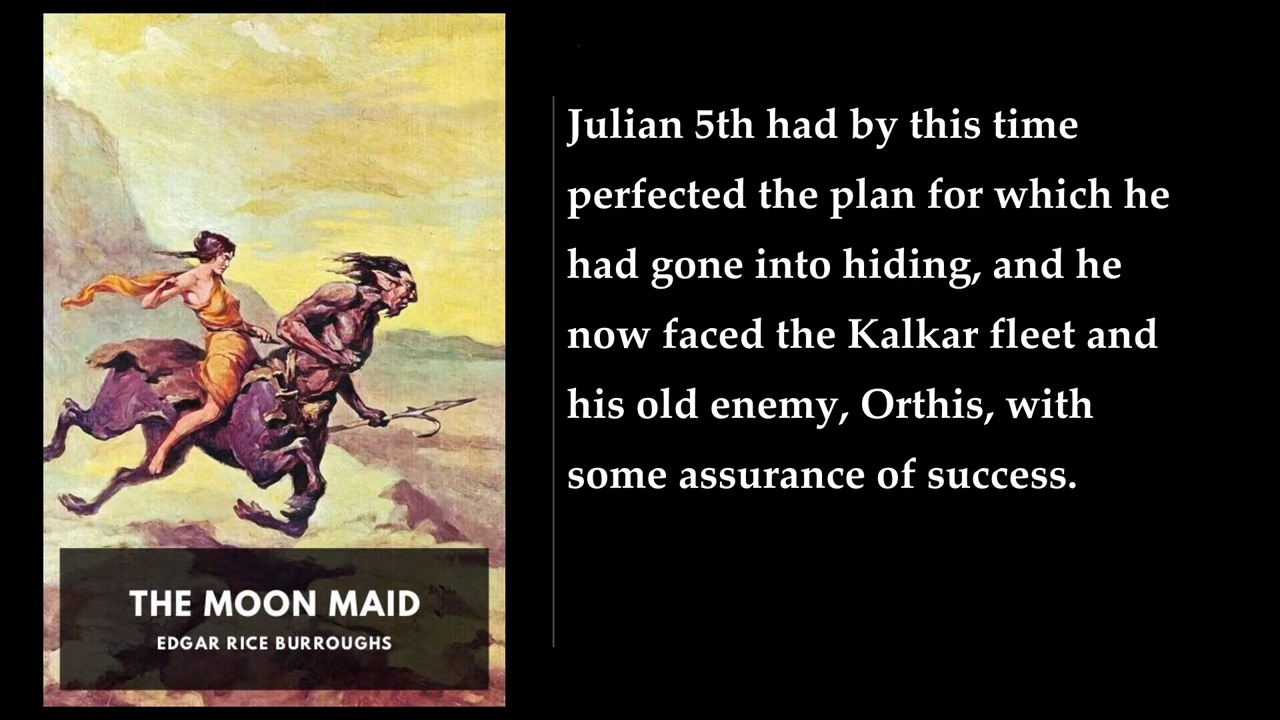 THE MOON MAID
EDGAR RICE BURROUGHS
Julian 5th had by this time
perfected the plan for which he
had gone into hiding, and he
now faced the Kalkar fleet and
his old enemy, Orthis, with
some assurance of success.